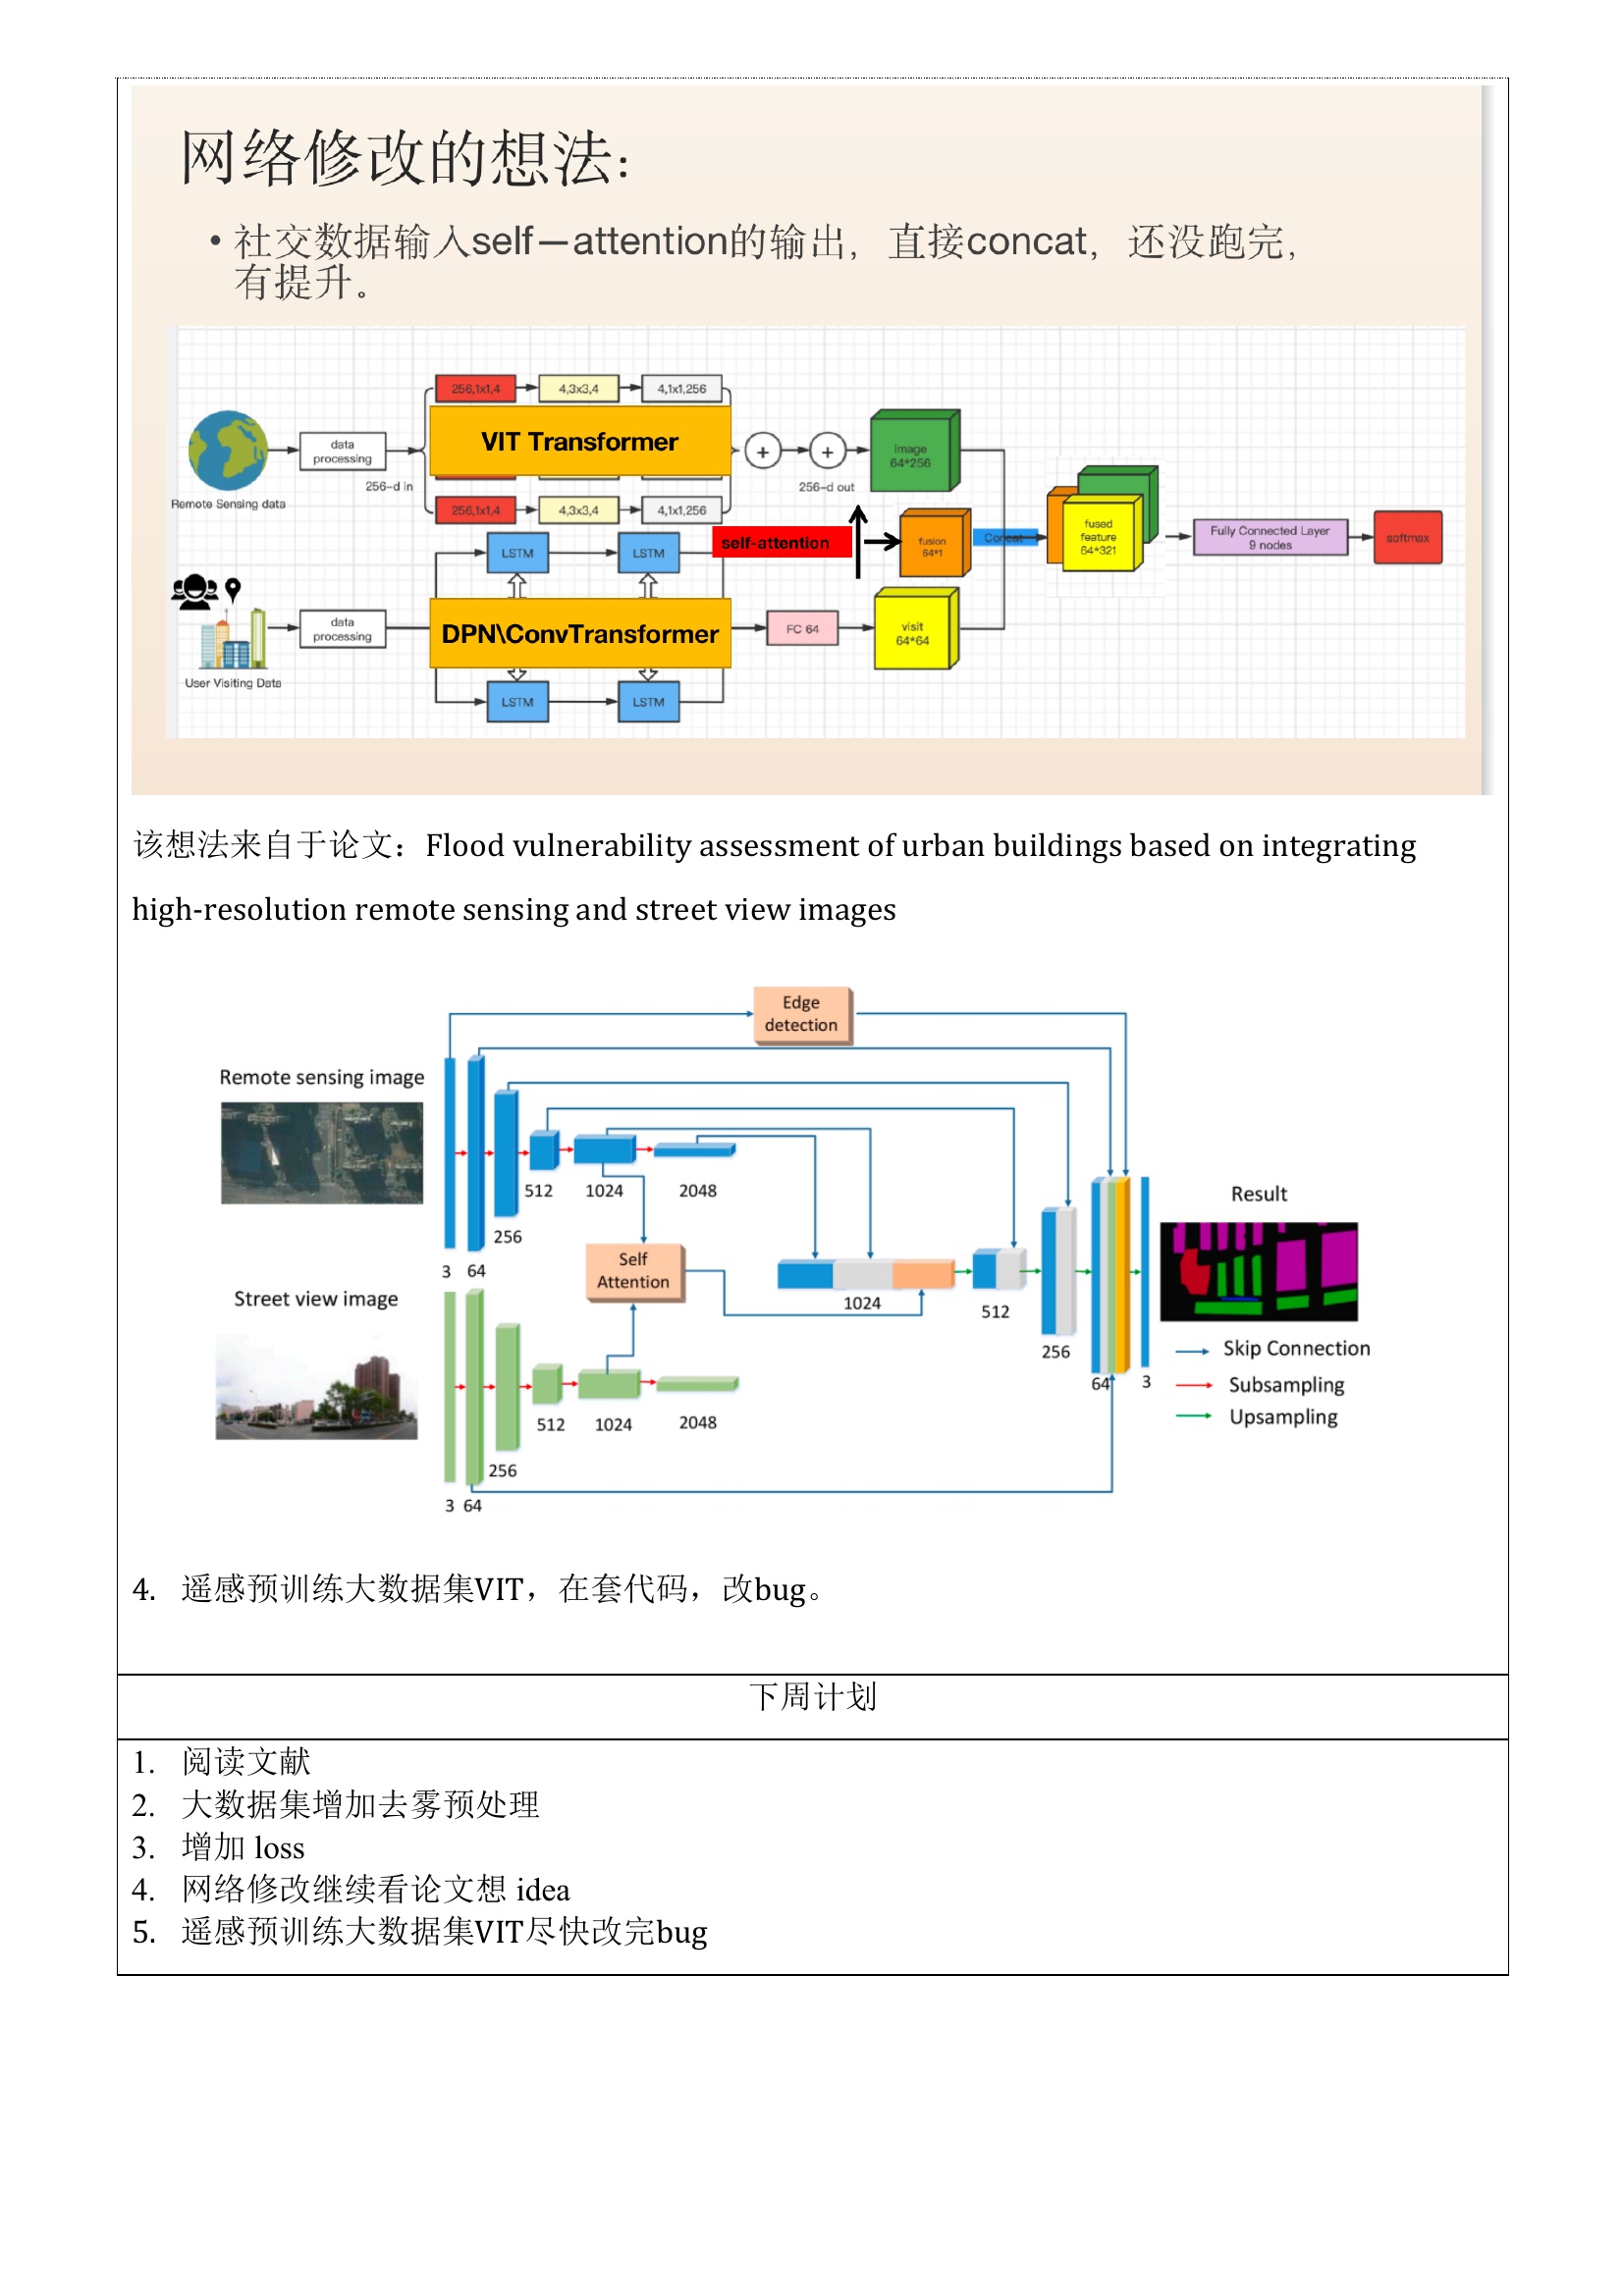 网络修改的想法：
• 社交数据输入self－attention的输出，直接concat，还没跑完，
有提升。
256,1x1,4
4,3x3,4
4,1x1,256
VIT Transformer
data
processing
256-d in
Remote Sensing data
+
+
256-d out
image
64*256
256,1x1,4
4,3x3,4
4,1x1,256
self-attention
fusion
64*1
Concat
fused
feature
64*321
Fully Connected Layer
9 nodes
softmax
LSTM
LSTM
data
processing
DPN\ConvTransformer
FC 64
visit
64*64
User Visiting Data
LSTM
LSTM
该想法来自于论文：Flood vulnerability assessment of urban buildings based on integrating
high-resolution remote sensing and street view images
Edge
detection
Remote sensing image
512
1024
2048
256
3
64
Self
Attention
Result
1024
512
256
64
3
Street view image
512
1024
2048
256
3
64
Skip Connection
Subsampling
Upsampling
4. 遥感预训练大数据集VIT，在套代码，改bug。
下周计划
1. 阅读文献
2. 大数据集增加去雾预处理
3. 增加 loss
4. 网络修改继续看论文想 idea
5. 遥感预训练大数据集VIT尽快改完bug